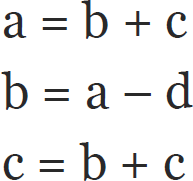 a = b + c
b = a − d
c = b + c